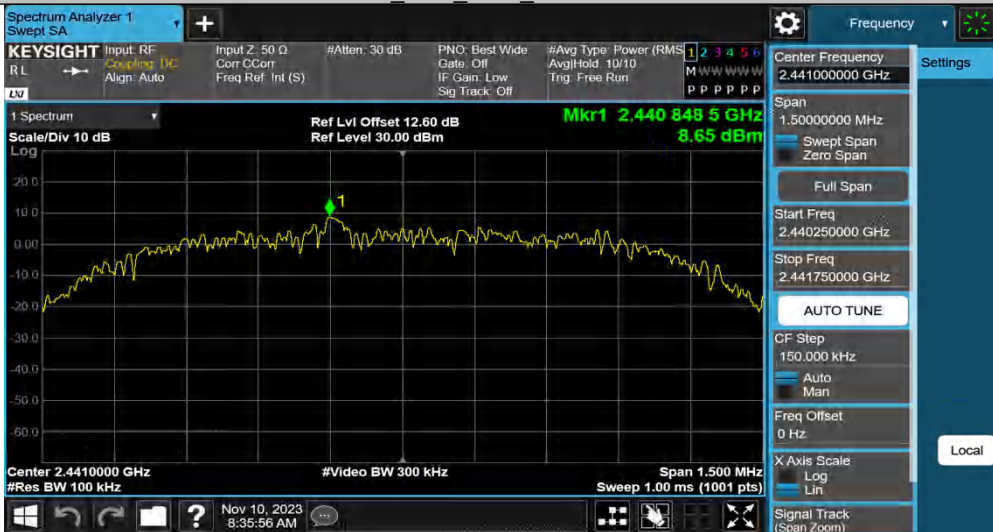 Spectrum Analyzer 1
Swept SA
Frequency
KEYSIGHT
RL
LXI
Input: RF
Coupling: DC
Align: Auto
Input Z: 50 Ω
Corr CCorr
Freq Ref: Int (S)
#Atten: 30 dB
PNO: Best Wide
Gate: Off
IF Gain: Low
Sig Track: Off
#Avg Type: Power (RMS
Avg|Hold: 10/10
Trig: Free Run
1 2 3 4 5 6
M W W W W W
P P P P P P
1 Spectrum
Scale/Div 10 dB
Log
Ref Lvl Offset 12.60 dB
Ref Level 30.00 dBm
Mkr1 2.440 848 5 GHz
8.65 dBm
20.0
10.0
0.00
-10.0
-20.0
-30.0
-40.0
-50.0
-60.0
1
Center 2.4410000 GHz
#Res BW 100 kHz
#Video BW 300 kHz
Span 1.500 MHz
Sweep 1.00 ms (1001 pts)
Center Frequency
2.441000000 GHz
Settings
Span
1.50000000 MHz
Swept Span
Zero Span
Full Span
Start Freq
2.440250000 GHz
Stop Freq
2.441750000 GHz
AUTO TUNE
CF Step
150.000 kHz
Auto
Man
Freq Offset
0 Hz
Local
X Axis Scale
Log
Lin
Signal Track
(Span Zoom)
?
Nov 10, 2023
8:35:56 AM